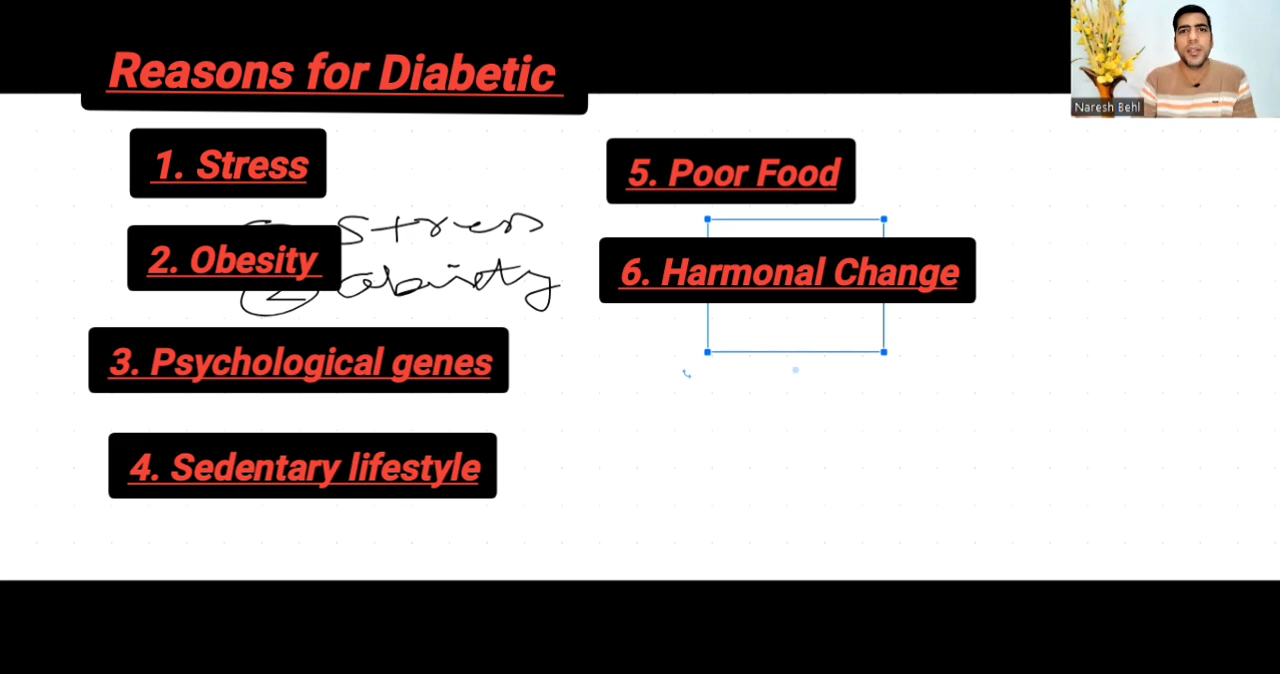 Reasons for Diabetic
1. Stress
Stress
2. Obesity
3. Psychological genes
4. Sedentary lifestyle
5. Poor Food
6. Harmonal Change
Naresh Behl